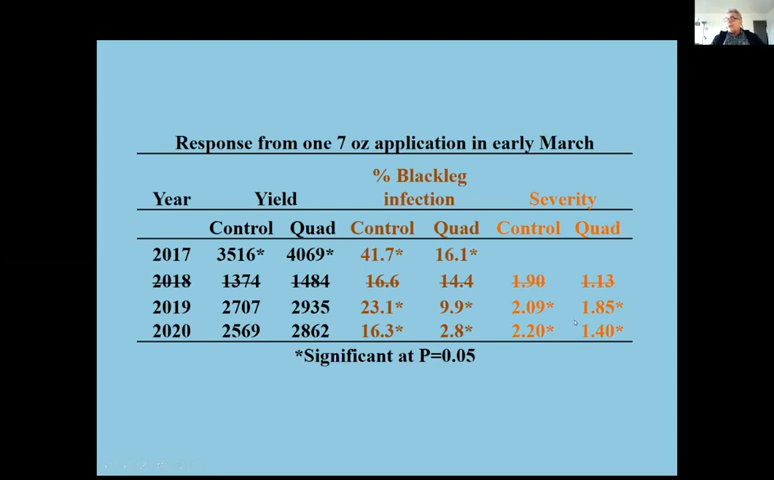 Response from one 7 oz application in early March
% Blackleg
Year Yield infection Severity
Control Quad Control Quad Control Quad
2017 3516* 4069* 41.7* 16.1*
2018 1374 1484 16.6 14.4 1.90 1.13
2019 2707 2935 23.1* 9.9* 2.09* 1.85*
2020 2569 2862 16.3* 2.8* 2.20* 1.40*
*Significant at P=0.05